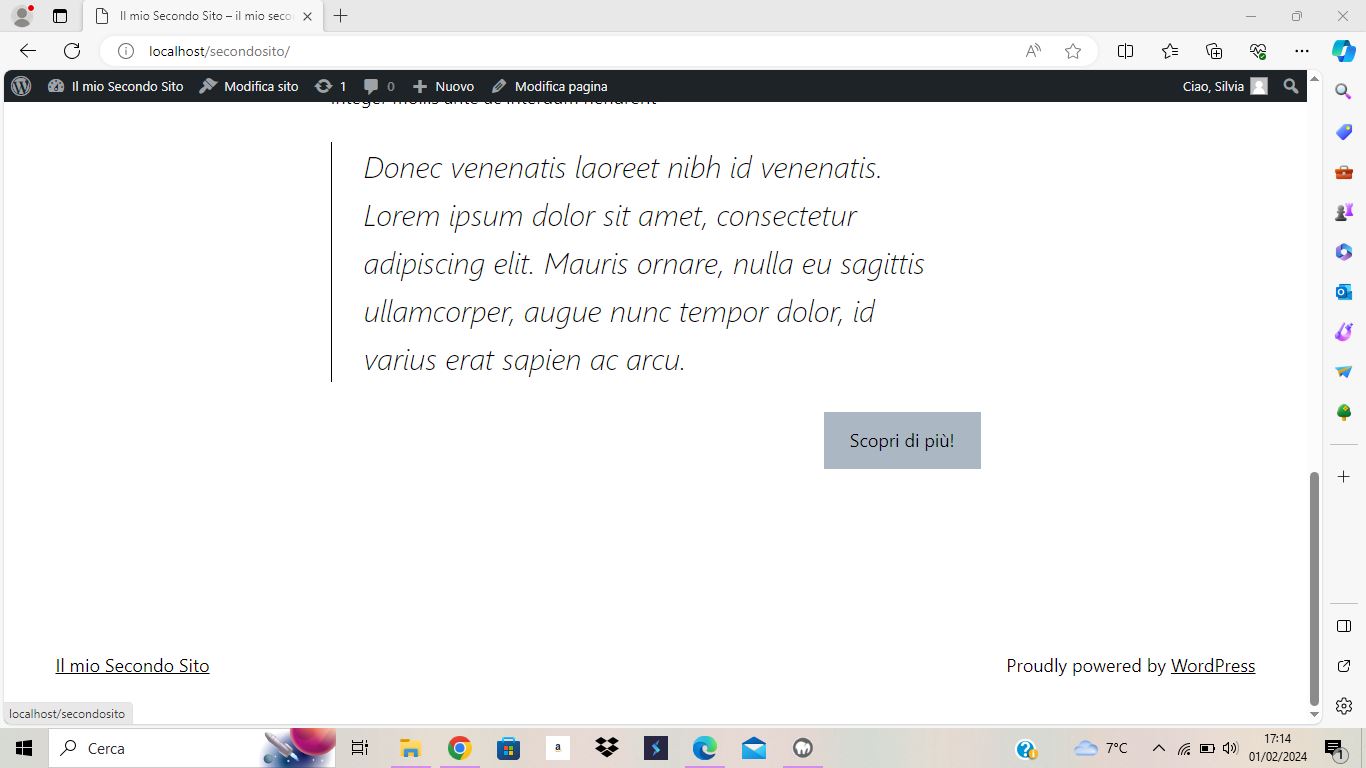 Il mio Secondo Sito – il mio seco
localhost/secondosito/
Il mio Secondo Sito Modifica sito 1 0 Nuovo Modifica pagina Ciao, Silvia
Donec venenatis laoreet nibh id venenatis.
Lorem ipsum dolor sit amet, consectetur
adipiscing elit. Mauris ornare, nulla eu sagittis
ullamcorper, augue nunc tempor dolor, id
varius erat sapien ac arcu.
Scopri di più!
Il mio Secondo Sito Proudly powered by WordPress
localhost/secondosito
Cerca a 7°C 17:14
01/02/2024 1